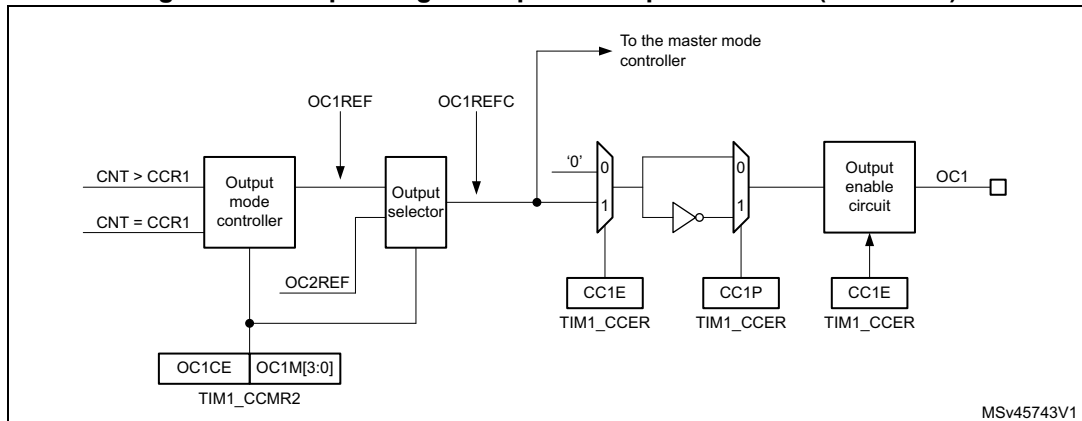 To the master mode
controller
OC1REF
OC1REFC
CNT > CCR1
CNT = CCR1
Output
mode
controller
Output
selector
OC2REF
'0'
0
1
0
1
Output
enable
circuit
OC1
CC1E
TIM1_CCER
CC1P
TIM1_CCER
CC1E
TIM1_CCER
OC1CE
OC1M[3:0]
TIM1_CCMR2
MSv45743V1